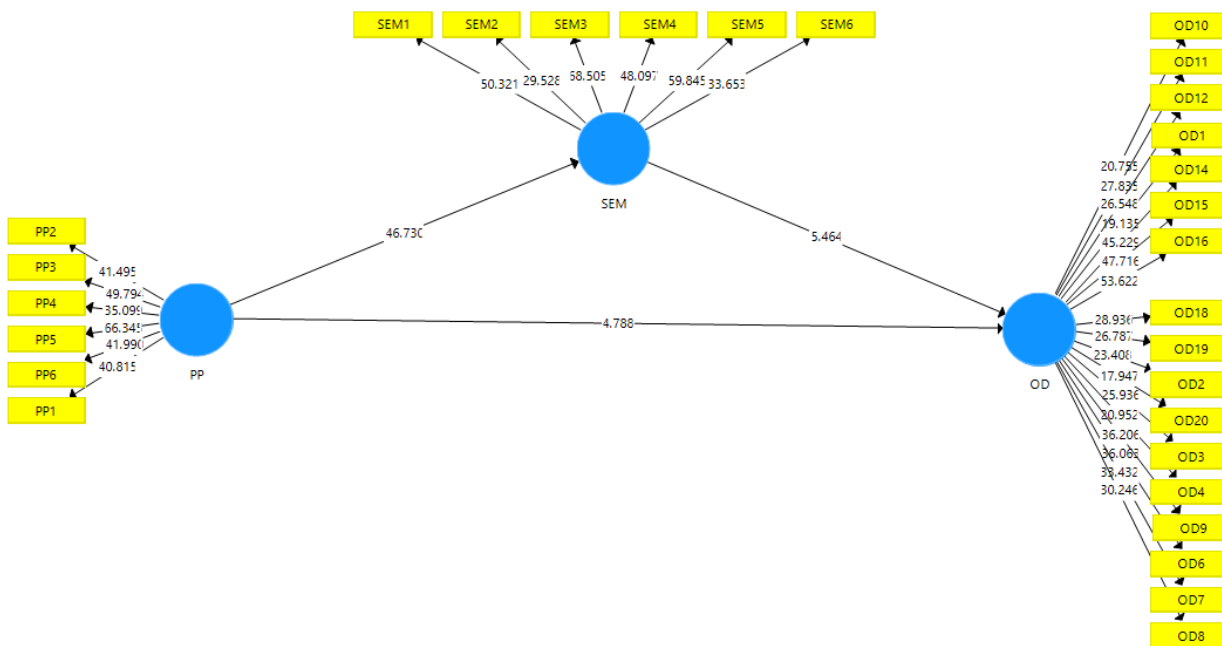 SEM1
SEM2
SEM3
SEM4
SEM5
SEM6
50.321
29.528
68.505
48.097
59.845
33.653
SEM
46.730
5.464
4.788
PP2
PP3
PP4
PP5
PP6
PP1
41.495
49.794
35.099
66.345
41.990
40.815
PP
OD
20.755
27.835
26.548
19.135
45.229
47.716
53.622
28.936
26.787
23.408
17.947
25.936
20.952
36.206
36.063
33.432
30.246
OD10
OD11
OD12
OD1
OD14
OD15
OD16
OD18
OD19
OD2
OD20
OD3
OD4
OD9
OD6
OD7
OD8